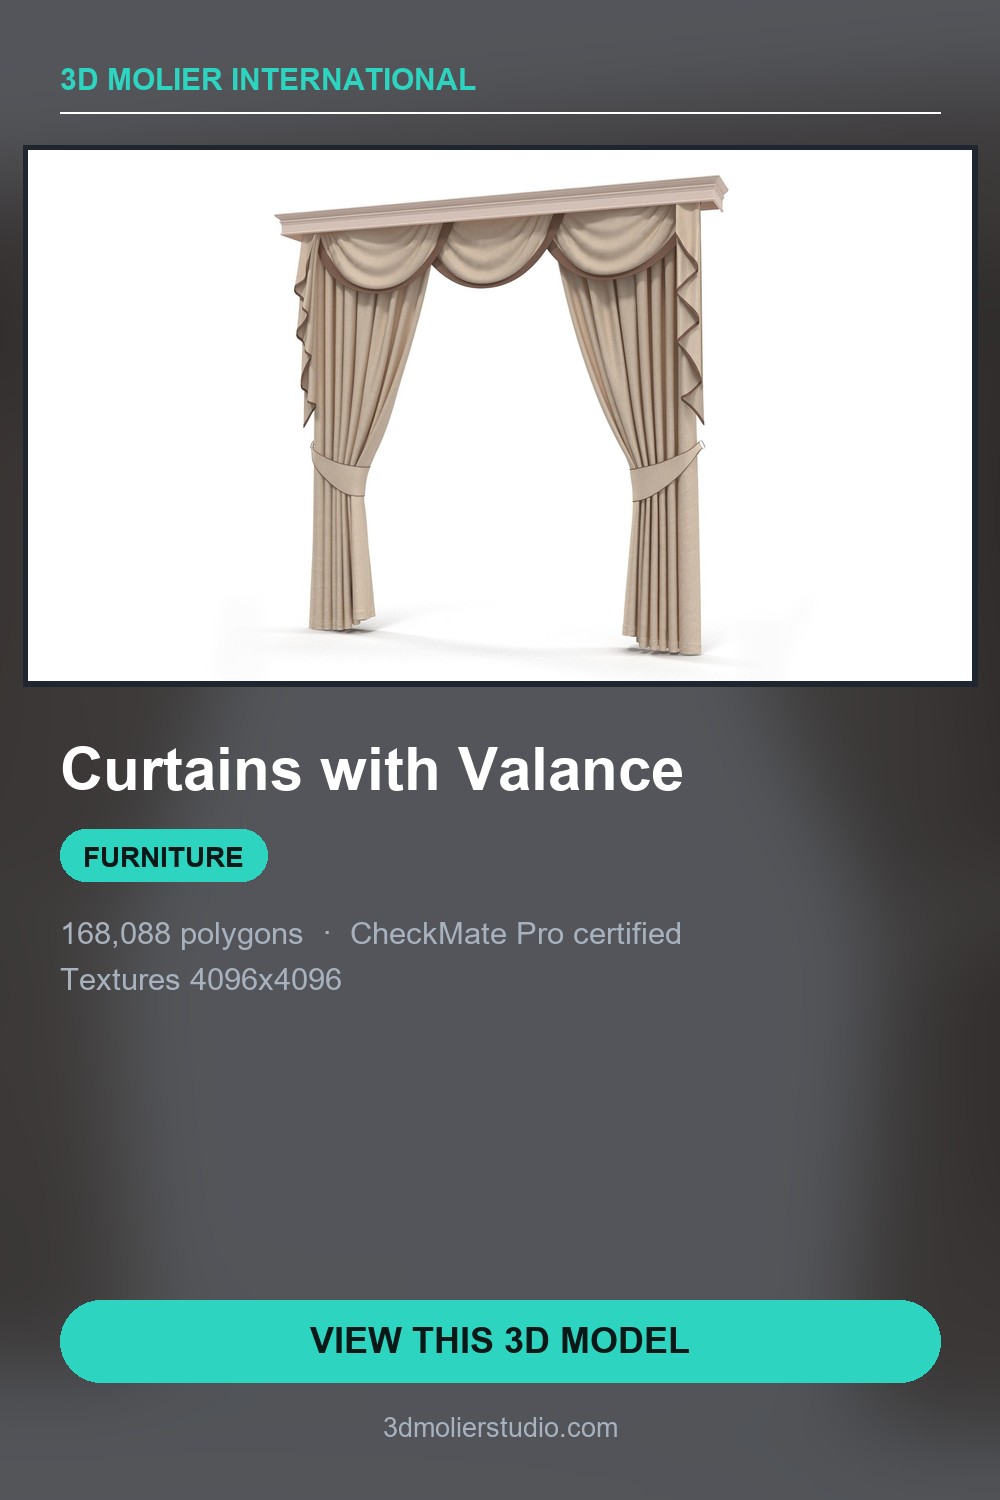 3D MOLIER INTERNATIONAL
Curtains with Valance
FURNITURE
168,088 polygons · CheckMate Pro certified
Textures 4096x4096
VIEW THIS 3D MODEL
3dmolierstudio.com